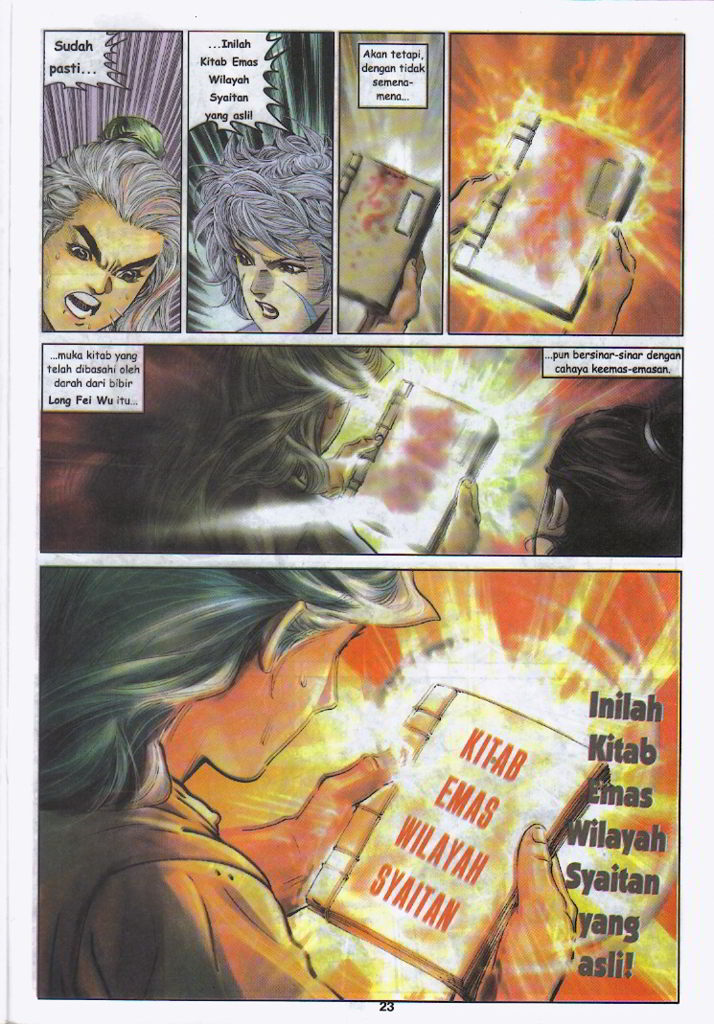 Sudah
pasti...
...Inilah
Kitab Emas
Wilayah
Syaitan
yang asli!
Akan tetapi,
dengan tidak
semena-
mena...
...muka kitab yang
telah dibasahi oleh
darah dari bibir
Long Fei Wu itu...
...pun bersinar-sinar dengan
cahaya keemas-emasan.
KITAB
EMAS
WILAYAH
SYAITAN
Inilah
Kitab
Emas
Wilayah
Syaitan
yang
asli!
23